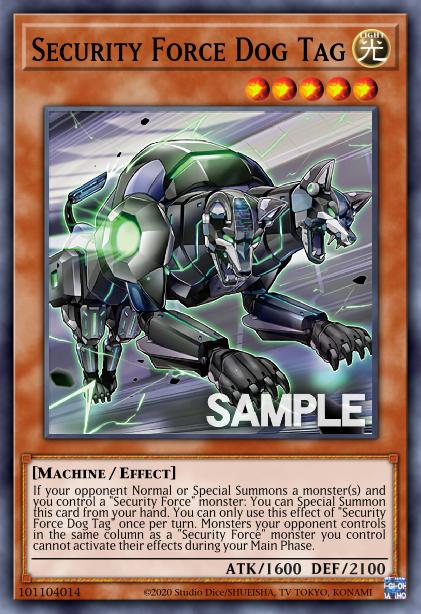 SECURITY FORCE DOG TAG
LIGHT
光
SAMPLE
[MACHINE / EFFECT]
If your opponent Normal or Special Summons a monster(s) and
you control a "Security Force" monster: You can Special Summon
this card from your hand. You can only use this effect of "Security
Force Dog Tag" once per turn. Monsters your opponent controls
in the same column as a "Security Force" monster you control
cannot activate their effects during your Main Phase.
ATK/1600 DEF/2100
101104014
©2020 Studio Dice/SHUEISHA, TV TOKYO, KONAMI